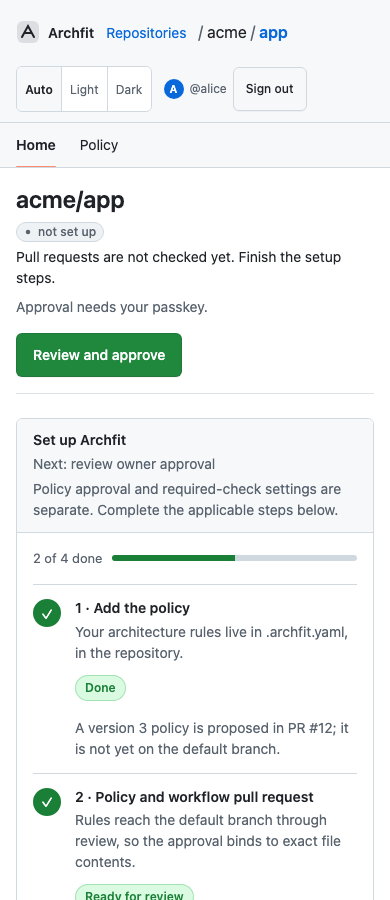 Archfit Repositories / acme / app
Auto Light Dark A @alice Sign out
Home Policy
acme/app
not set up
Pull requests are not checked yet. Finish the setup
steps.
Approval needs your passkey.
Review and approve
Set up Archfit
Next: review owner approval
Policy approval and required-check settings are
separate. Complete the applicable steps below.
2 of 4 done
1 · Add the policy
Your architecture rules live in .archfit.yaml,
in the repository.
Done
A version 3 policy is proposed in PR #12; it
is not yet on the default branch.
2 · Policy and workflow pull request
Rules reach the default branch through
review, so the approval binds to exact file
contents.
Ready for review